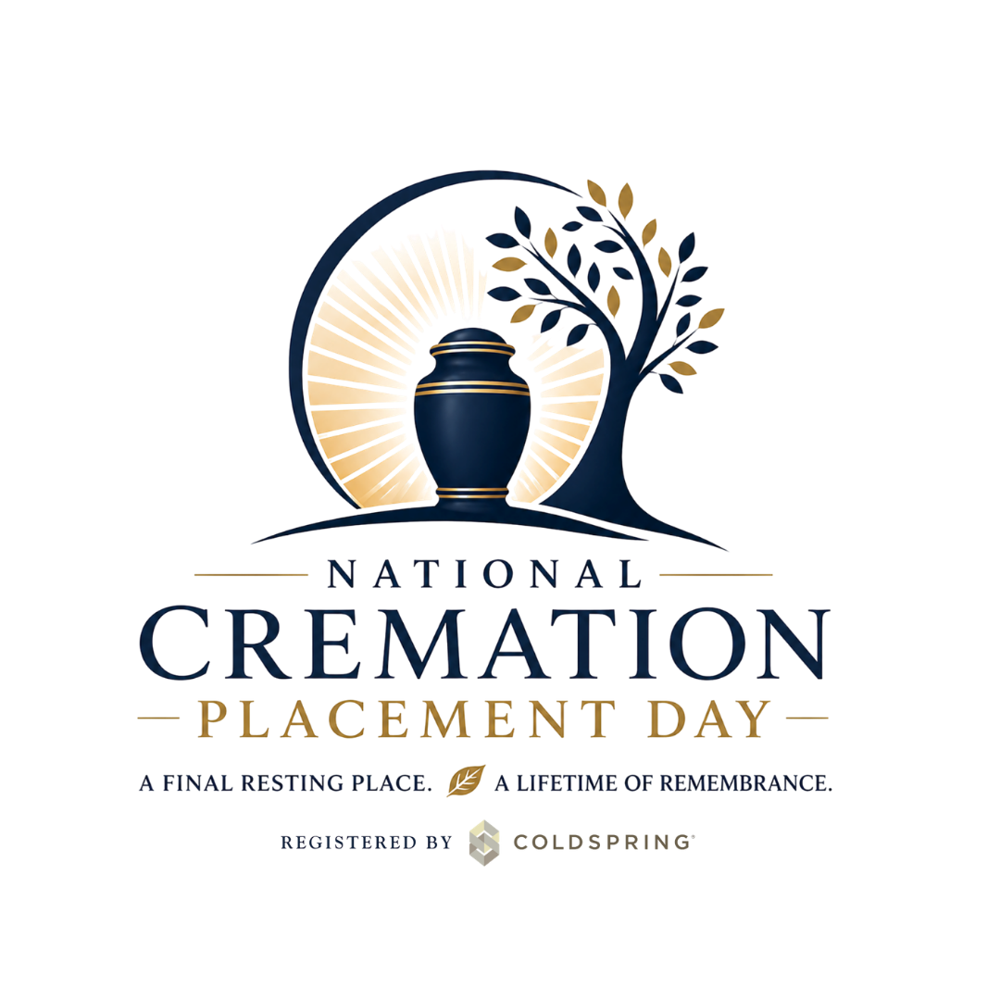 NATIONAL
CREMATION
PLACEMENT DAY
A FINAL RESTING PLACE. A LIFETIME OF REMEMBRANCE.
REGISTERED BY COLDSPRING®